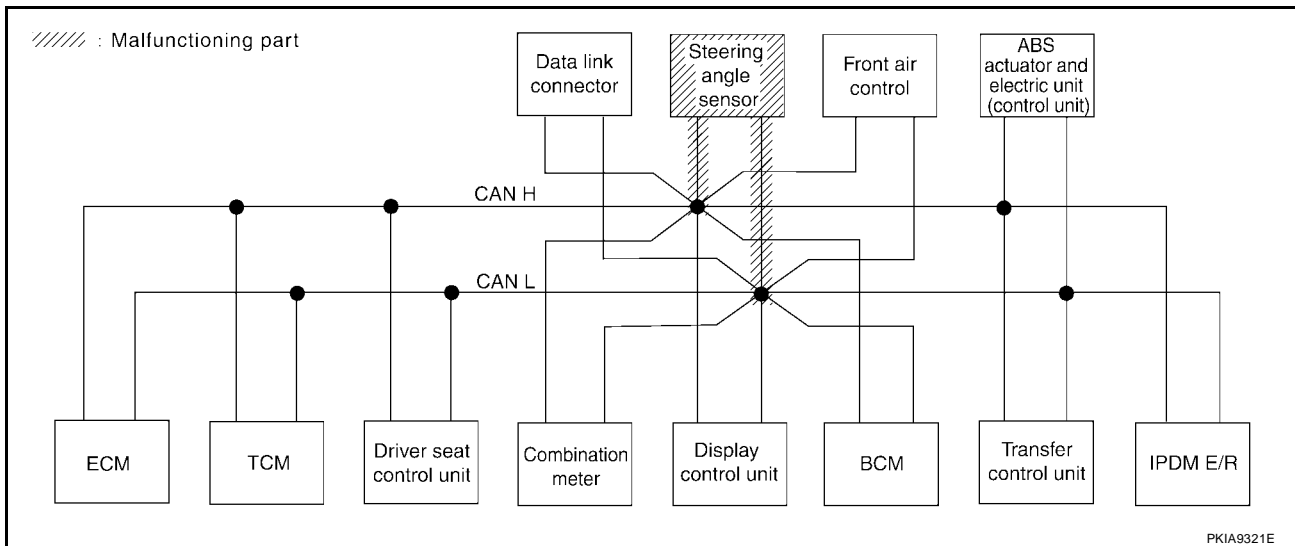 : Malfunctioning part
Data link
connector
Steering
angle
sensor
Front air
control
ABS
actuator and
electric unit
(control unit)
CAN H
CAN L
ECM
TCM
Driver seat
control unit
Combination
meter
Display
control unit
BCM
Transfer
control unit
IPDM E/R
PKIA9321E